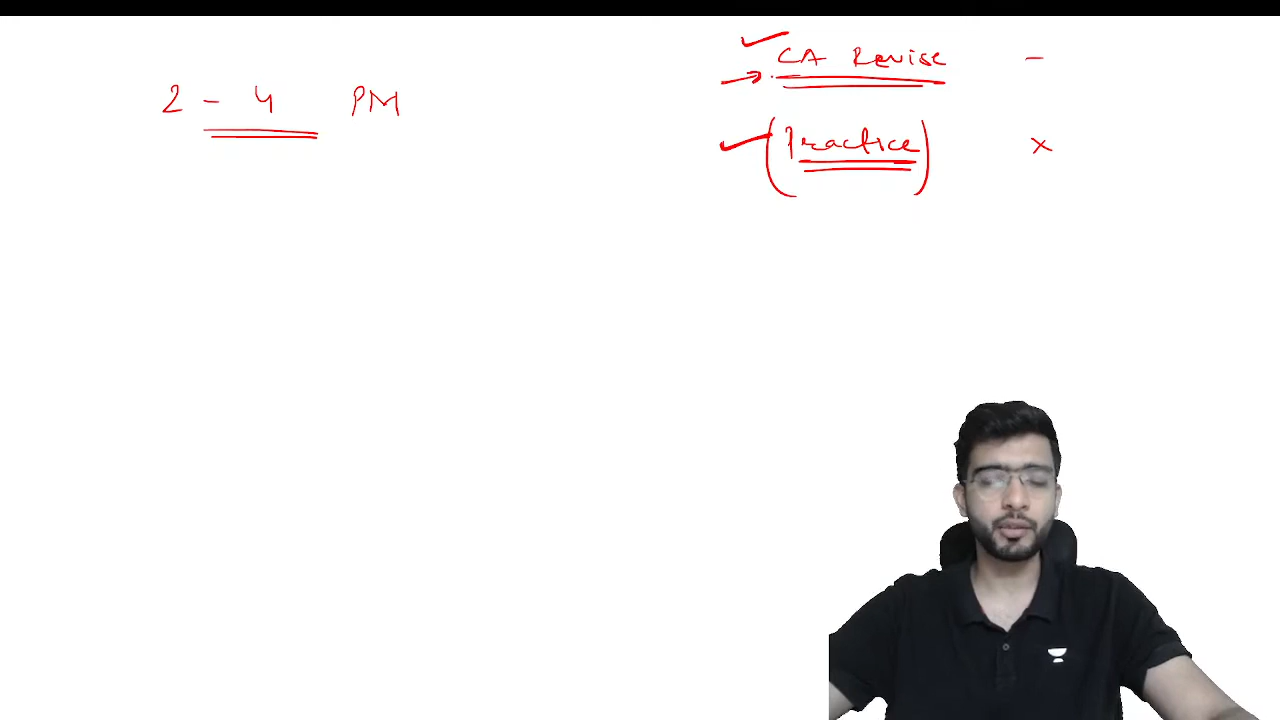 CA Revise -
2 - 4 PM
(Practice) ×